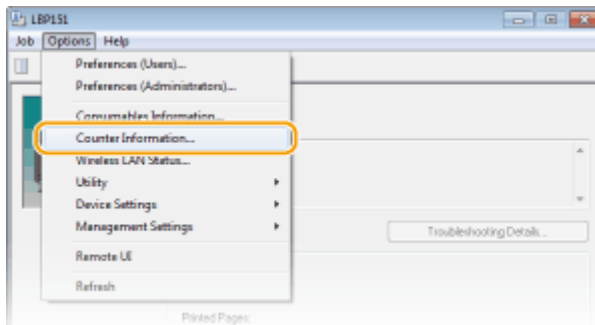 LBP151
Job Options Help
Preferences (Users)...
Preferences (Administrators)...
Consumables Information...
Counter Information...
Wireless LAN Status...
Utility
Device Settings
Management Settings
Troubleshooting Details...
Remote UI
Refresh
Printed Pages: